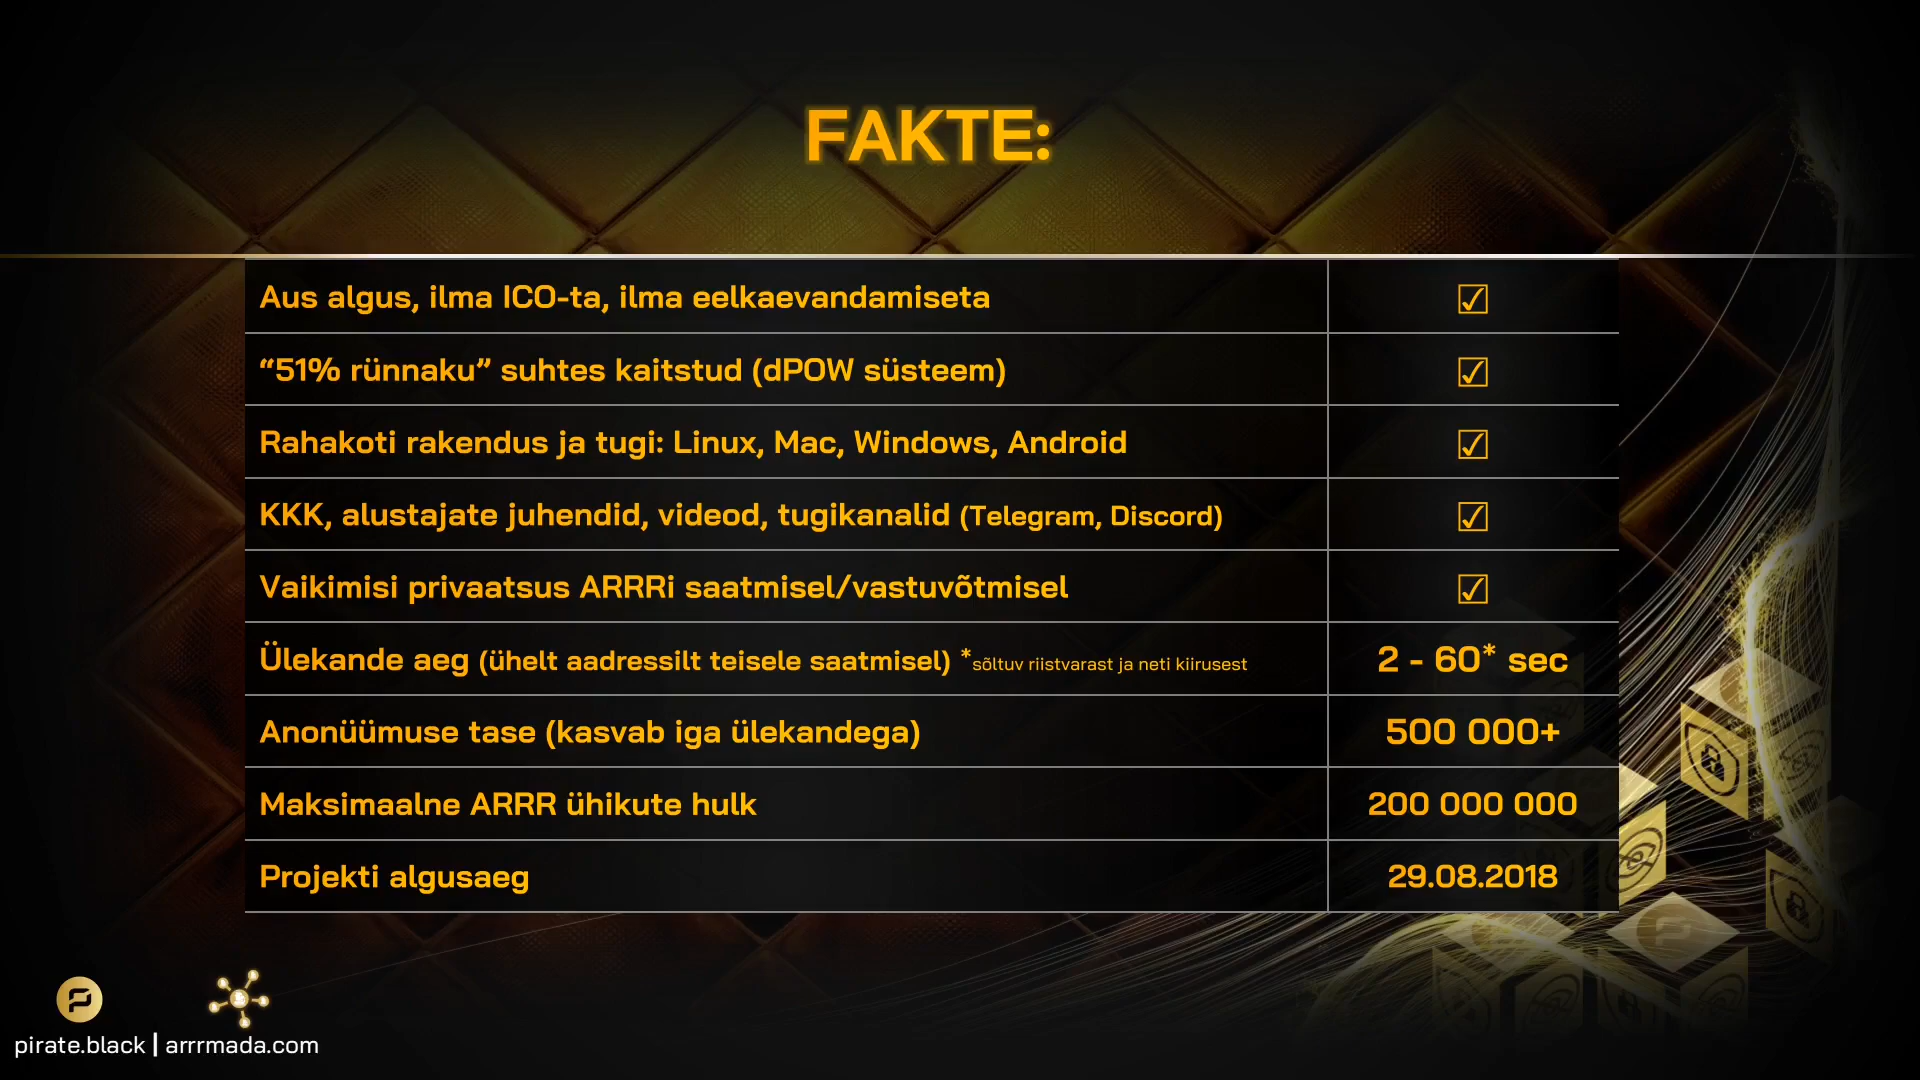 FAKTE:
Aus algus, ilma ICO-ta, ilma eelkaevandamiseta ☑
“51% rünnaku” suhtes kaitstud (dPOW süsteem) ☑
Rahakoti rakendus ja tugi: Linux, Mac, Windows, Android ☑
KKK, alustajate juhendid, videod, tugikanalid (Telegram, Discord) ☑
Vaikimisi privaatsus ARRRi saatmisel/vastuvõtmisel ☑
Ülekande aeg (ühelt aadressilt teisele saatmisel) *sõltuv riistvarast ja neti kiirusest 2 - 60* sec
Anonüümuse tase (kasvab iga ülekandega) 500 000+
Maksimaalne ARRR ühikute hulk 200 000 000
Projekti algusaeg 29.08.2018
pirate.black | arrrmada.com